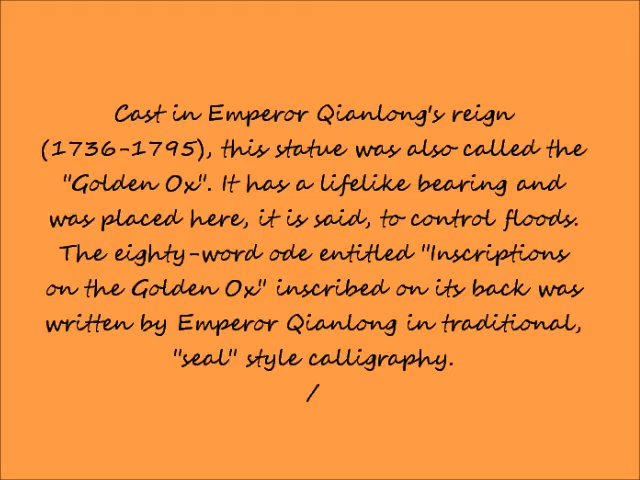 Cast in Emperor Qianlong's reign
(1736-1795), this statue was also called the
"Golden Ox". It has a lifelike bearing and
was placed here, it is said, to control floods.
The eighty-word ode entitled "Inscriptions
on the Golden Ox" inscribed on its back was
written by Emperor Qianlong in traditional,
"seal" style calligraphy.
/